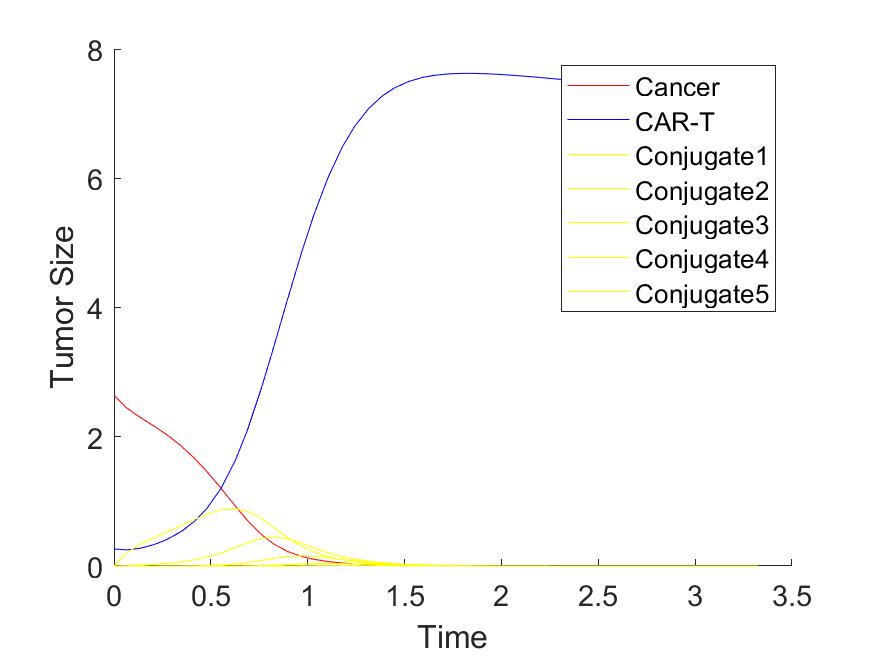 8
6
4
2
0
Tumor Size
Cancer
CAR-T
Conjugate1
Conjugate2
Conjugate3
Conjugate4
Conjugate5
0 0.5 1 1.5 2 2.5 3 3.5
Time